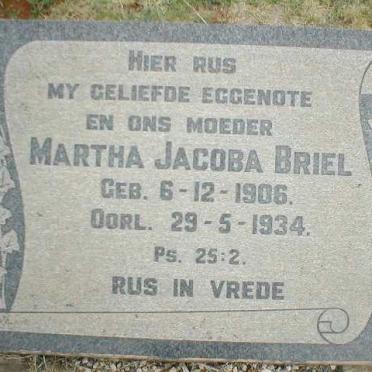 HIER RUS
MY GELIEFDE EGGENOTE
EN ONS MOEDER
MARTHA JACOBA BRIEL
GEB. 6-12-1906.
OORL. 29-5-1934.
PS. 25:2.
RUS IN VREDE